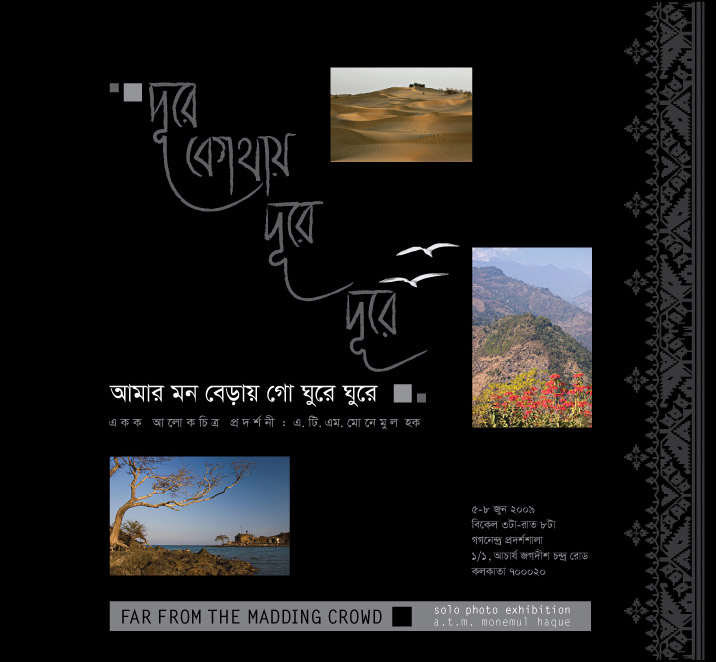 দূরে
কোথায়
দূরে
দূরে
আমার মন বেড়ায় গো ঘুরে ঘুরে
একক আলোকচিত্র প্রদর্শনী : এ. টি. এম. মোনেমুল হক
৫-৮ জুন ২০০৯
বিকেল ৩টা-রাত ৮টা
গগনেন্দ্র প্রদর্শশালা
১/১, আচার্য জগদীশ চন্দ্র রোড
কলকাতা ৭০০০২০
FAR FROM THE MADDING CROWD
solo photo exhibition
a.t.m. monemul haque